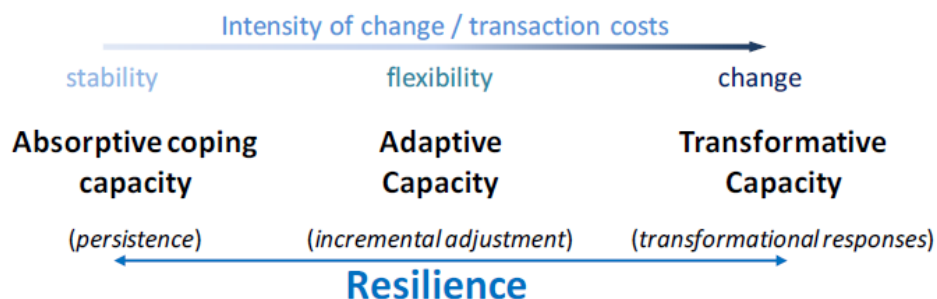 Intensity of change / transaction costs
stability flexibility change
Absorptive coping Adaptive Transformative
capacity Capacity Capacity
(persistence) (incremental adjustment) (transformational responses)
Resilience